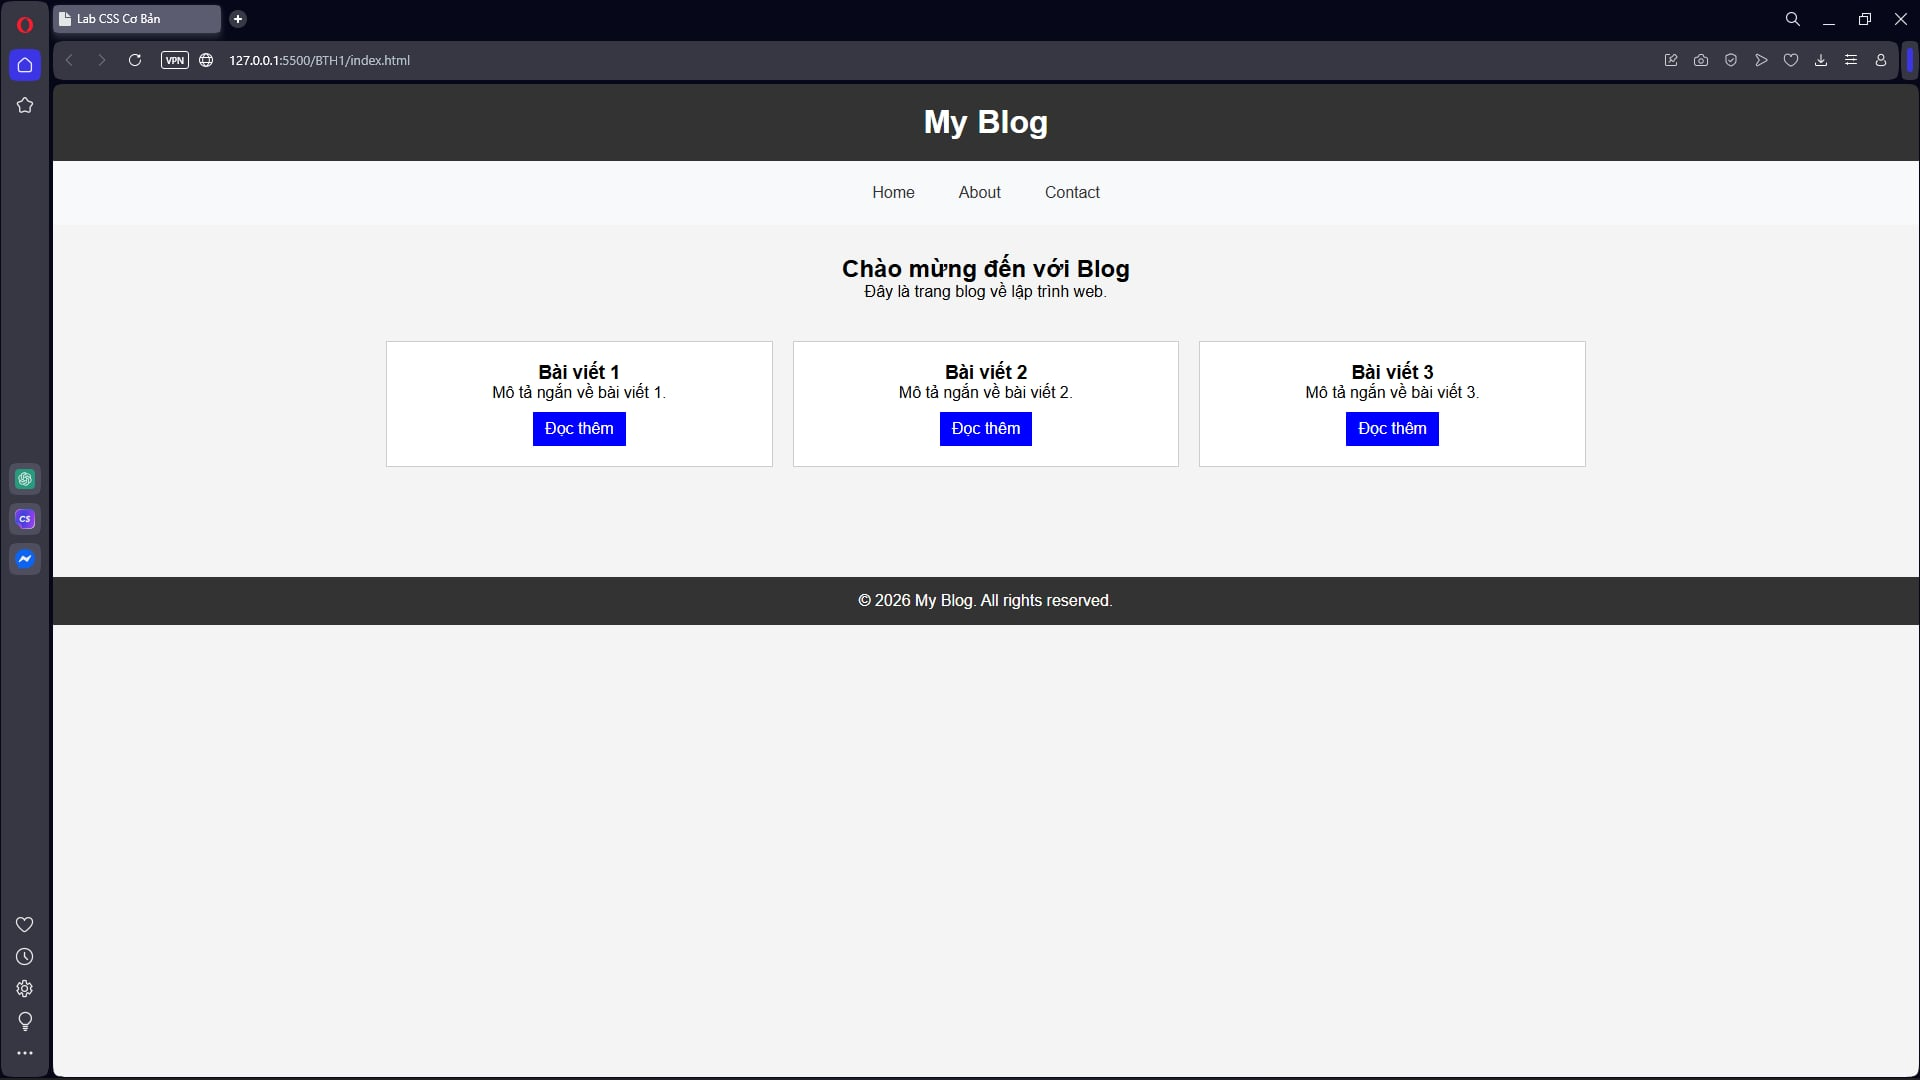 Lab CSS Cơ Bản
VPN
127.0.0.1:5500/BTH1/index.html
My Blog
Home About Contact
Chào mừng đến với Blog
Đây là trang blog về lập trình web.
Bài viết 1
Mô tả ngắn về bài viết 1.
Đọc thêm
Bài viết 2
Mô tả ngắn về bài viết 2.
Đọc thêm
Bài viết 3
Mô tả ngắn về bài viết 3.
Đọc thêm
CS
© 2026 My Blog. All rights reserved.